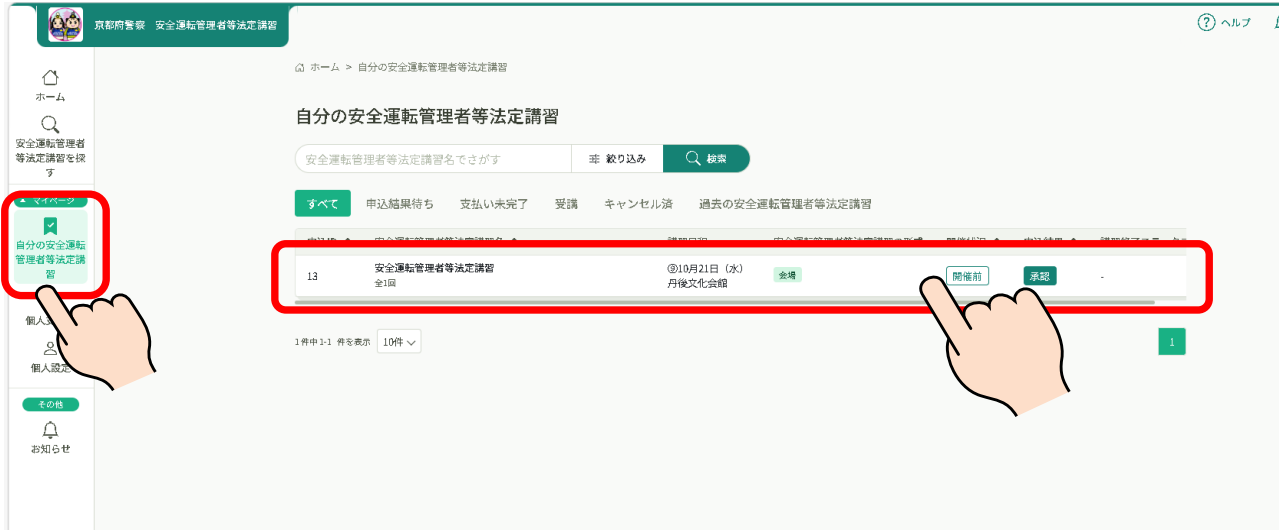 京都府警察 安全運転管理者等法定講習
ヘルプ
ホーム
安全運転管理者
等法定講習を探
す
マイページ
自分の安全運転
管理者等法定講
習
個人
個人設定
その他
お知らせ
ホーム > 自分の安全運転管理者等法定講習
自分の安全運転管理者等法定講習
安全運転管理者等法定講習名でさがす
絞り込み
検索
すべて 申込結果待ち 支払い未完了 受講 キャンセル済 過去の安全運転管理者等法定講習
13
安全運転管理者等法定講習
全1回
⑨10月21日（水）
丹後文化会館
会場
開催前
承認
-
1件中1-1 件を表示 10件
1